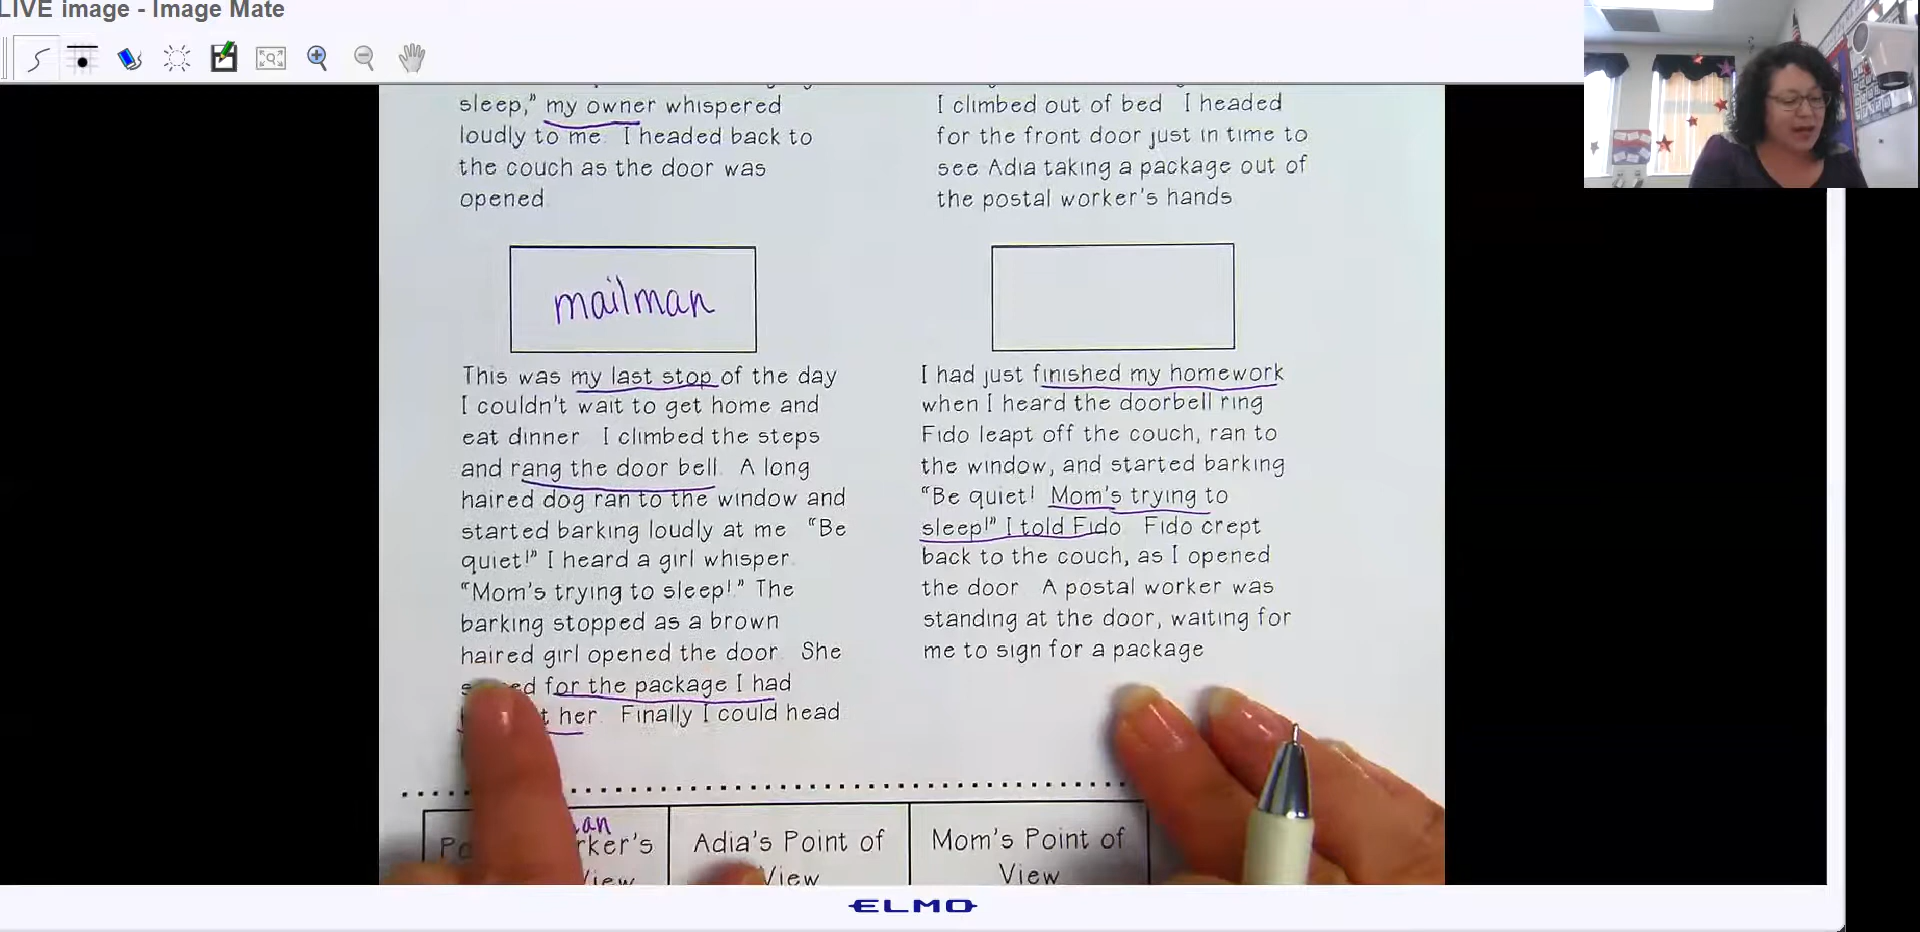 LIVE image - Image Mate
sleep," my owner whispered
loudly to me. I headed back to
the couch as the door was
opened.
I climbed out of bed. I headed
for the front door just in time to
see Adia taking a package out of
the postal worker's hands
mailman
This was my last stop of the day
I couldn't wait to get home and
eat dinner. I climbed the steps
and rang the door bell. A long
haired dog ran to the window and
started barking loudly at me. "Be
quiet!" I heard a girl whisper.
"Mom's trying to sleep!" The
barking stopped as a brown
haired girl opened the door. She
for the package I had
her. Finally I could head
I had just finished my homework
when I heard the doorbell ring
Fido leapt off the couch, ran to
the window, and started barking
"Be quiet! Mom's trying to
sleep!" I told Fido. Fido crept
back to the couch, as I opened
the door. A postal worker was
standing at the door, waiting for
me to sign for a package
View
Adia's Point of
View
Mom's Point of
View
ELMO